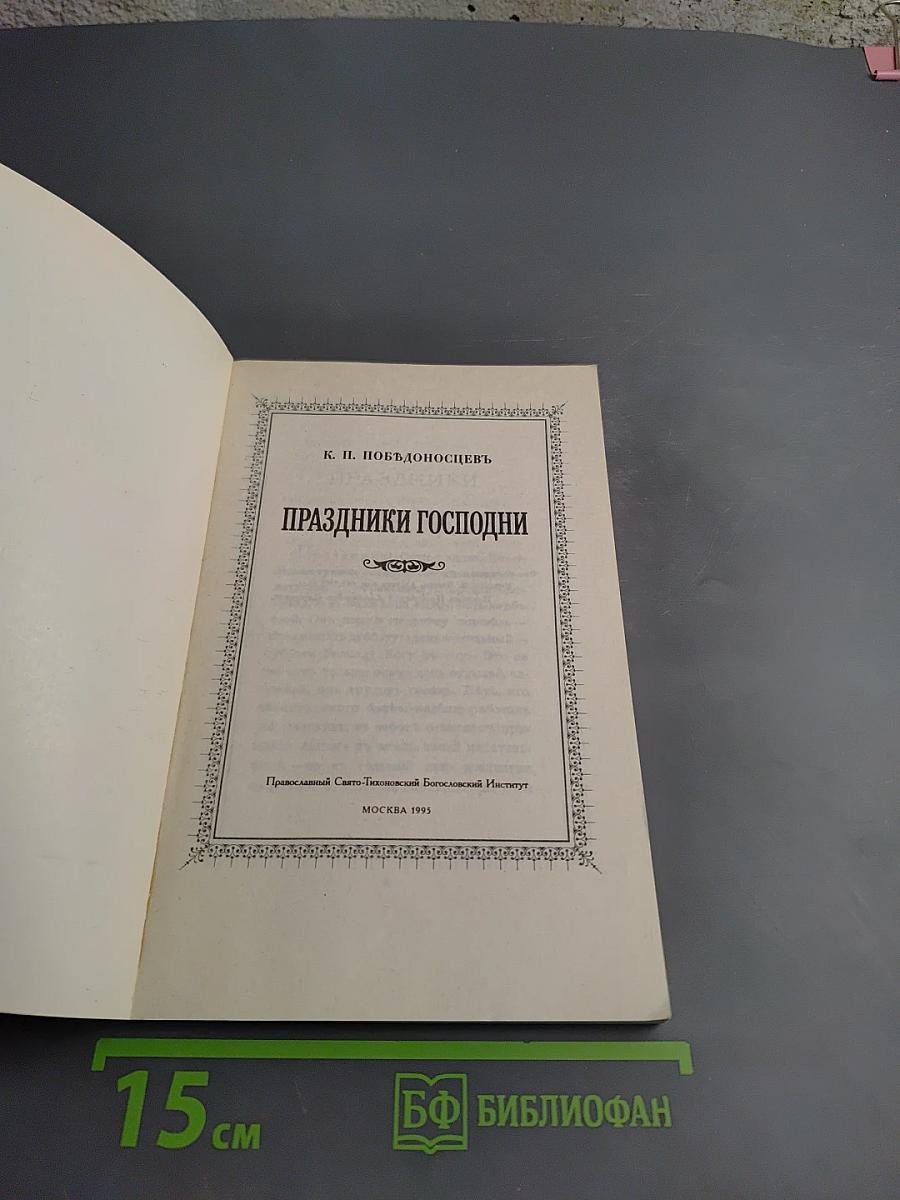 К. П. ПОБѢДОНОСЦЕВЪ
ПРАЗДНИКИ ГОСПОДНИ
Православный Свято-Тихоновский Богословский Институт
МОСКВА 1995
15 см
БФ БИБЛИОФАН